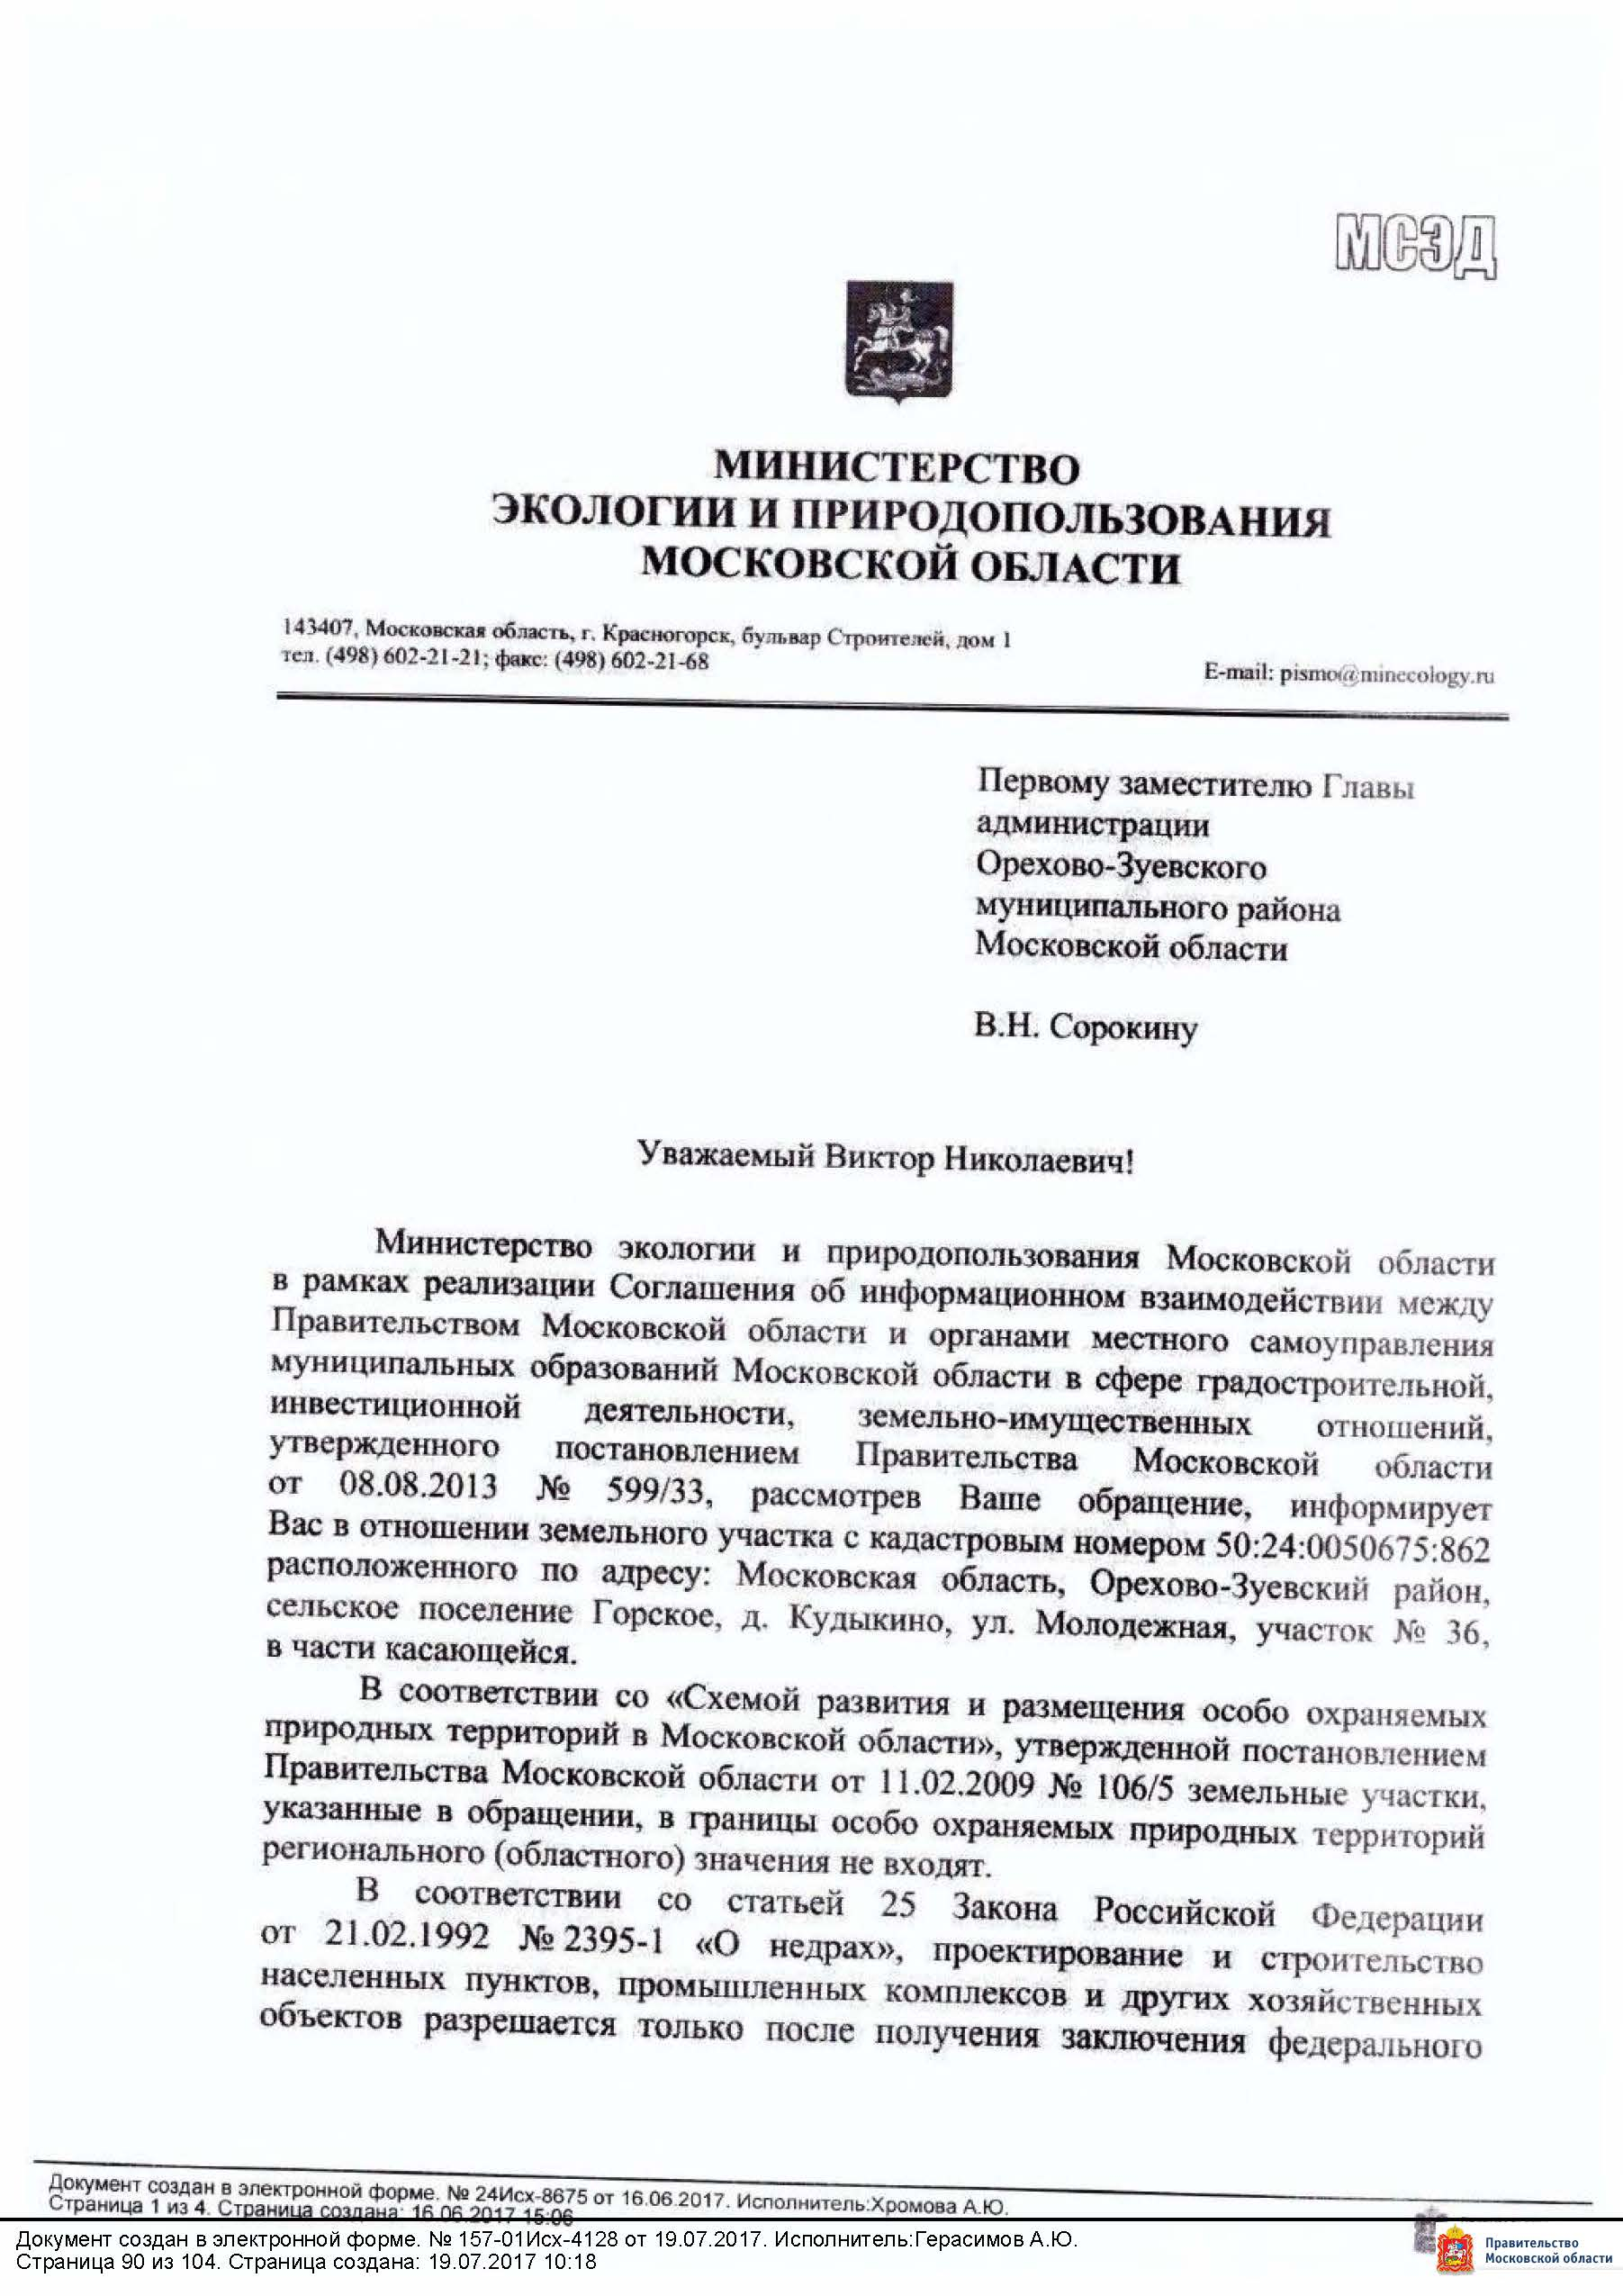 МСЭД
МИНИСТЕРСТВО
ЭКОЛОГИИ И ПРИРОДОПОЛЬЗОВАНИЯ
МОСКОВСКОЙ ОБЛАСТИ
143407, Московская область, г. Красногорск, бульвар Строителей, дом 1
тел. (498) 602-21-21; факс: (498) 602-21-68
E-mail: pismo@minecology.ru
Первому заместителю Главы
администрации
Орехово-Зуевского
муниципального района
Московской области
В.Н. Сорокину
Уважаемый Виктор Николаевич!
Министерство экологии и природопользования Московской области
в рамках реализации Соглашения об информационном взаимодействии между
Правительством Московской области и органами местного самоуправления
муниципальных образований Московской области в сфере градостроительной,
инвестиционной деятельности, земельно-имущественных отношений,
утвержденного постановлением Правительства Московской области
от 08.08.2013 № 599/33, рассмотрев Ваше обращение, информирует
Вас в отношении земельного участка с кадастровым номером 50:24:0050675:862
расположенного по адресу: Московская область, Орехово-Зуевский район,
сельское поселение Горское, д. Кудыкино, ул. Молодежная, участок № 36,
в части касающейся.
В соответствии со «Схемой развития и размещения особо охраняемых
природных территорий в Московской области», утвержденной постановлением
Правительства Московской области от 11.02.2009 № 106/5 земельные участки,
указанные в обращении, в границы особо охраняемых природных территорий
регионального (областного) значения не входят.
В соответствии со статьей 25 Закона Российской Федерации
от 21.02.1992 № 2395-1 «О недрах», проектирование и строительство
населенных пунктов, промышленных комплексов и других хозяйственных
объектов разрешается только после получения заключения федерального
Документ создан в электронной форме. № 24Исх-8675 от 16.06.2017. Исполнитель:Хромова А.Ю.
Страница 1 из 4. Страница создана: 16.06.2017 15:06
Документ создан в электронной форме. № 157-01Исх-4128 от 19.07.2017. Исполнитель:Герасимов А.Ю.
Страница 90 из 104. Страница создана: 19.07.2017 10:18
Правительство
Московской области